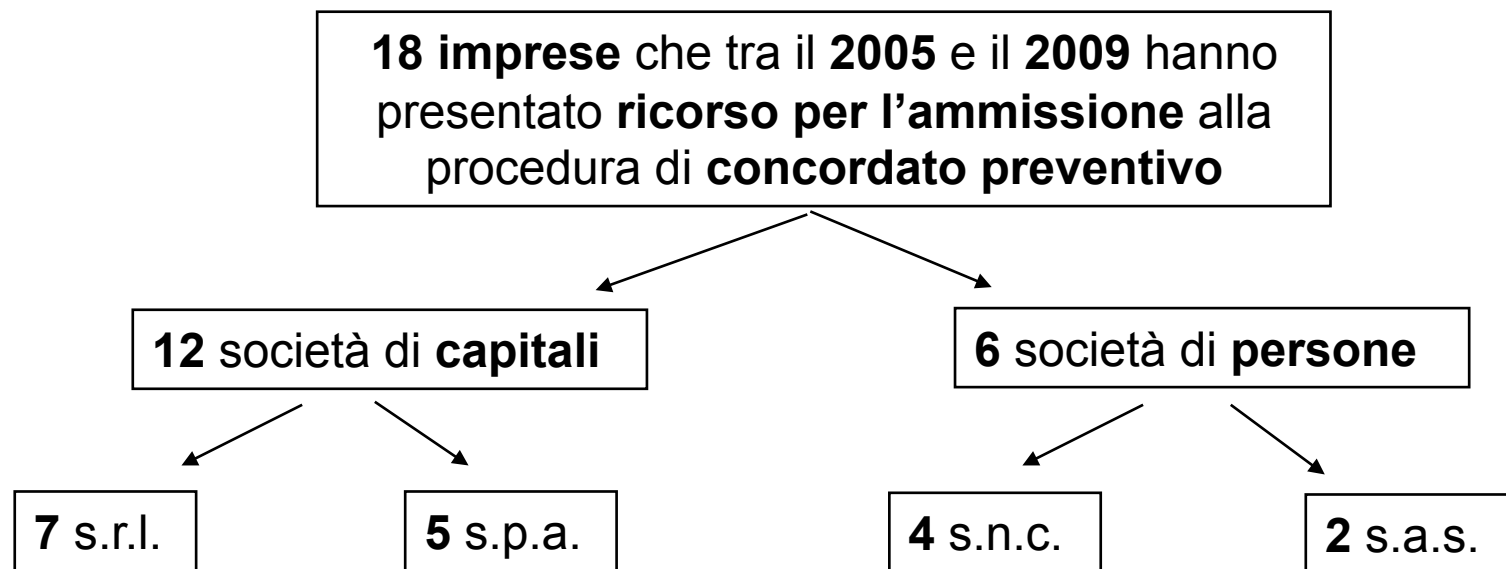 18 imprese che tra il 2005 e il 2009 hanno
presentato ricorso per l’ammissione alla
procedura di concordato preventivo
12 società di capitali
6 società di persone
7 s.r.l.
5 s.p.a.
4 s.n.c.
2 s.a.s.